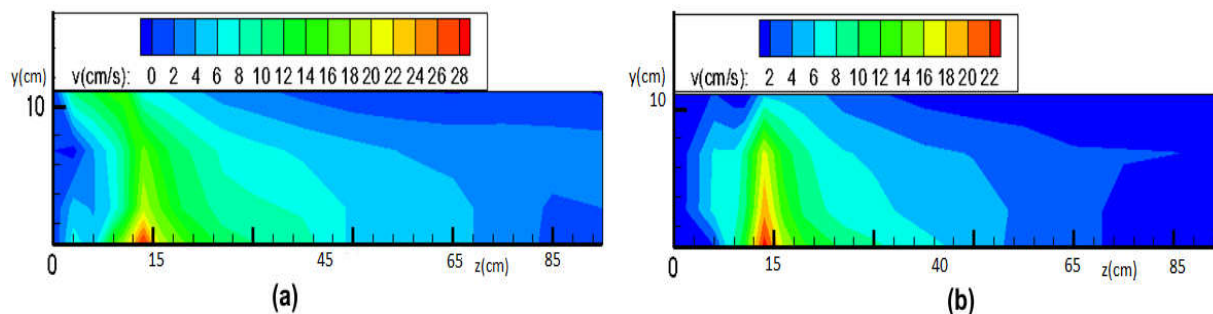 v(cm/s): 0 2 4 6 8 10 12 14 16 18 20 22 24 26 28
y(cm)
10
0 15 45 65 z(cm) 85
(a)
v(cm/s): 2 4 6 8 10 12 14 16 18 20 22
y(cm)
10
0 15 40 65 z(cm) 85
(b)